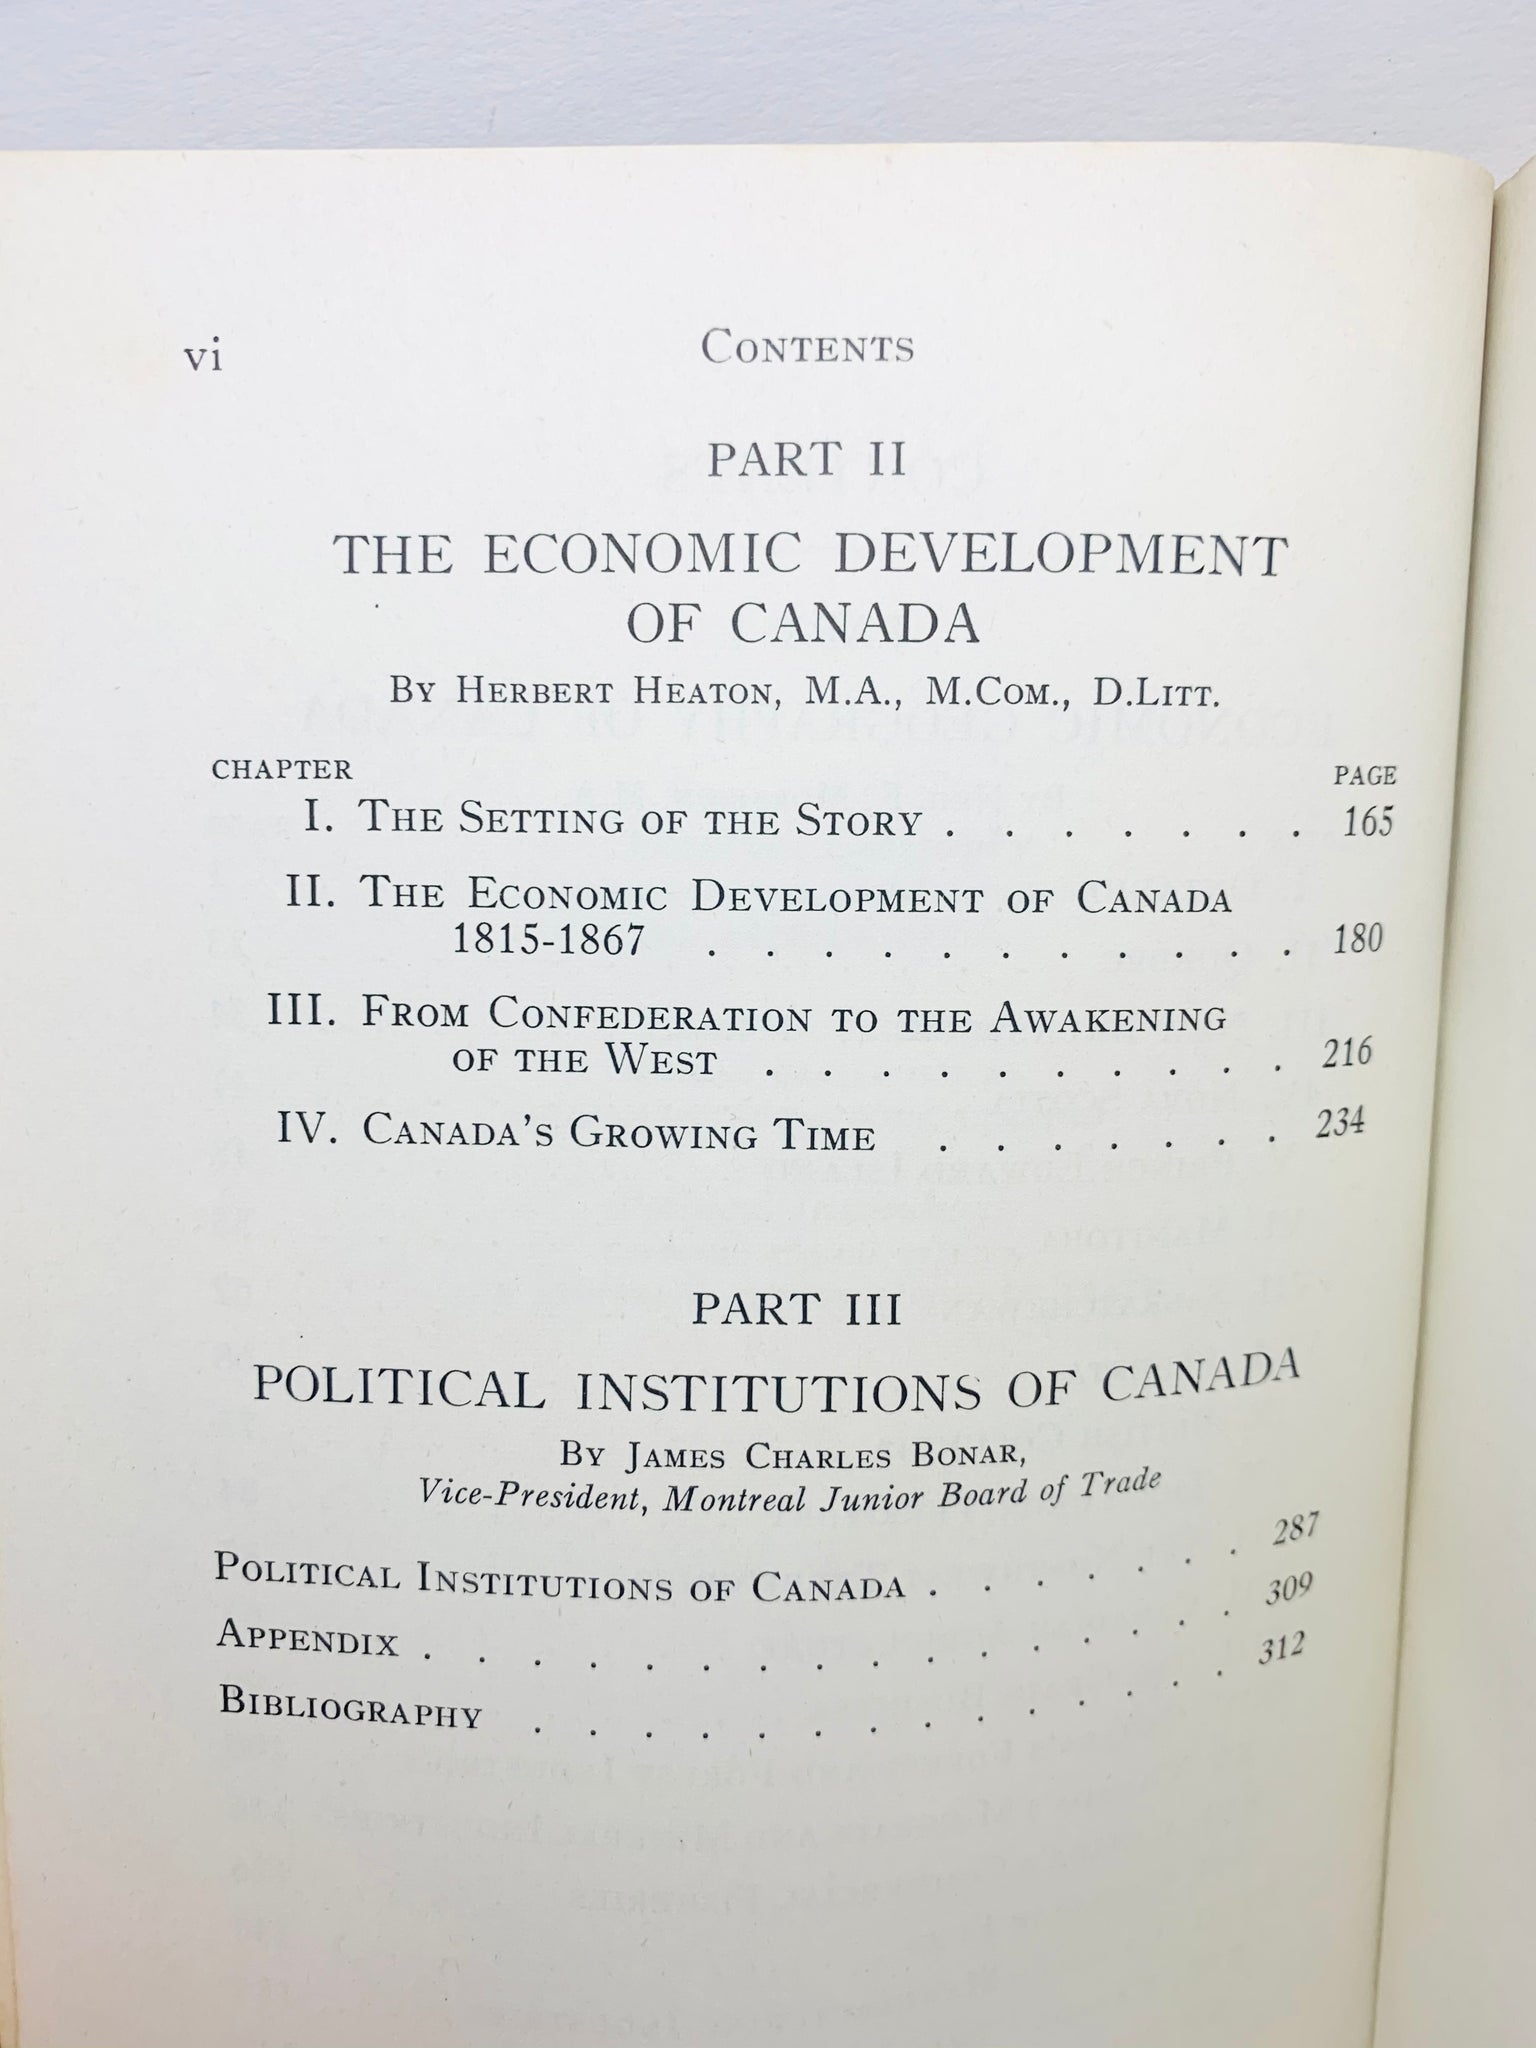 vi Contents
PART II
THE ECONOMIC DEVELOPMENT
OF CANADA
By Herbert Heaton, M.A., M.Com., D.Litt.
CHAPTER PAGE
I. The Setting of the Story . . . . . . . 165
II. The Economic Development of Canada
1815-1867 . . . . . . . . . . . 180
III. From Confederation to the Awakening
of the West . . . . . . . . . . 216
IV. Canada's Growing Time . . . . . . . 234
PART III
POLITICAL INSTITUTIONS OF CANADA
By James Charles Bonar,
Vice-President, Montreal Junior Board of Trade
Political Institutions of Canada . . . . . . 287
Appendix . . . . . . . . . . . . . . . 309
Bibliography . . . . . . . . . . . . . 312